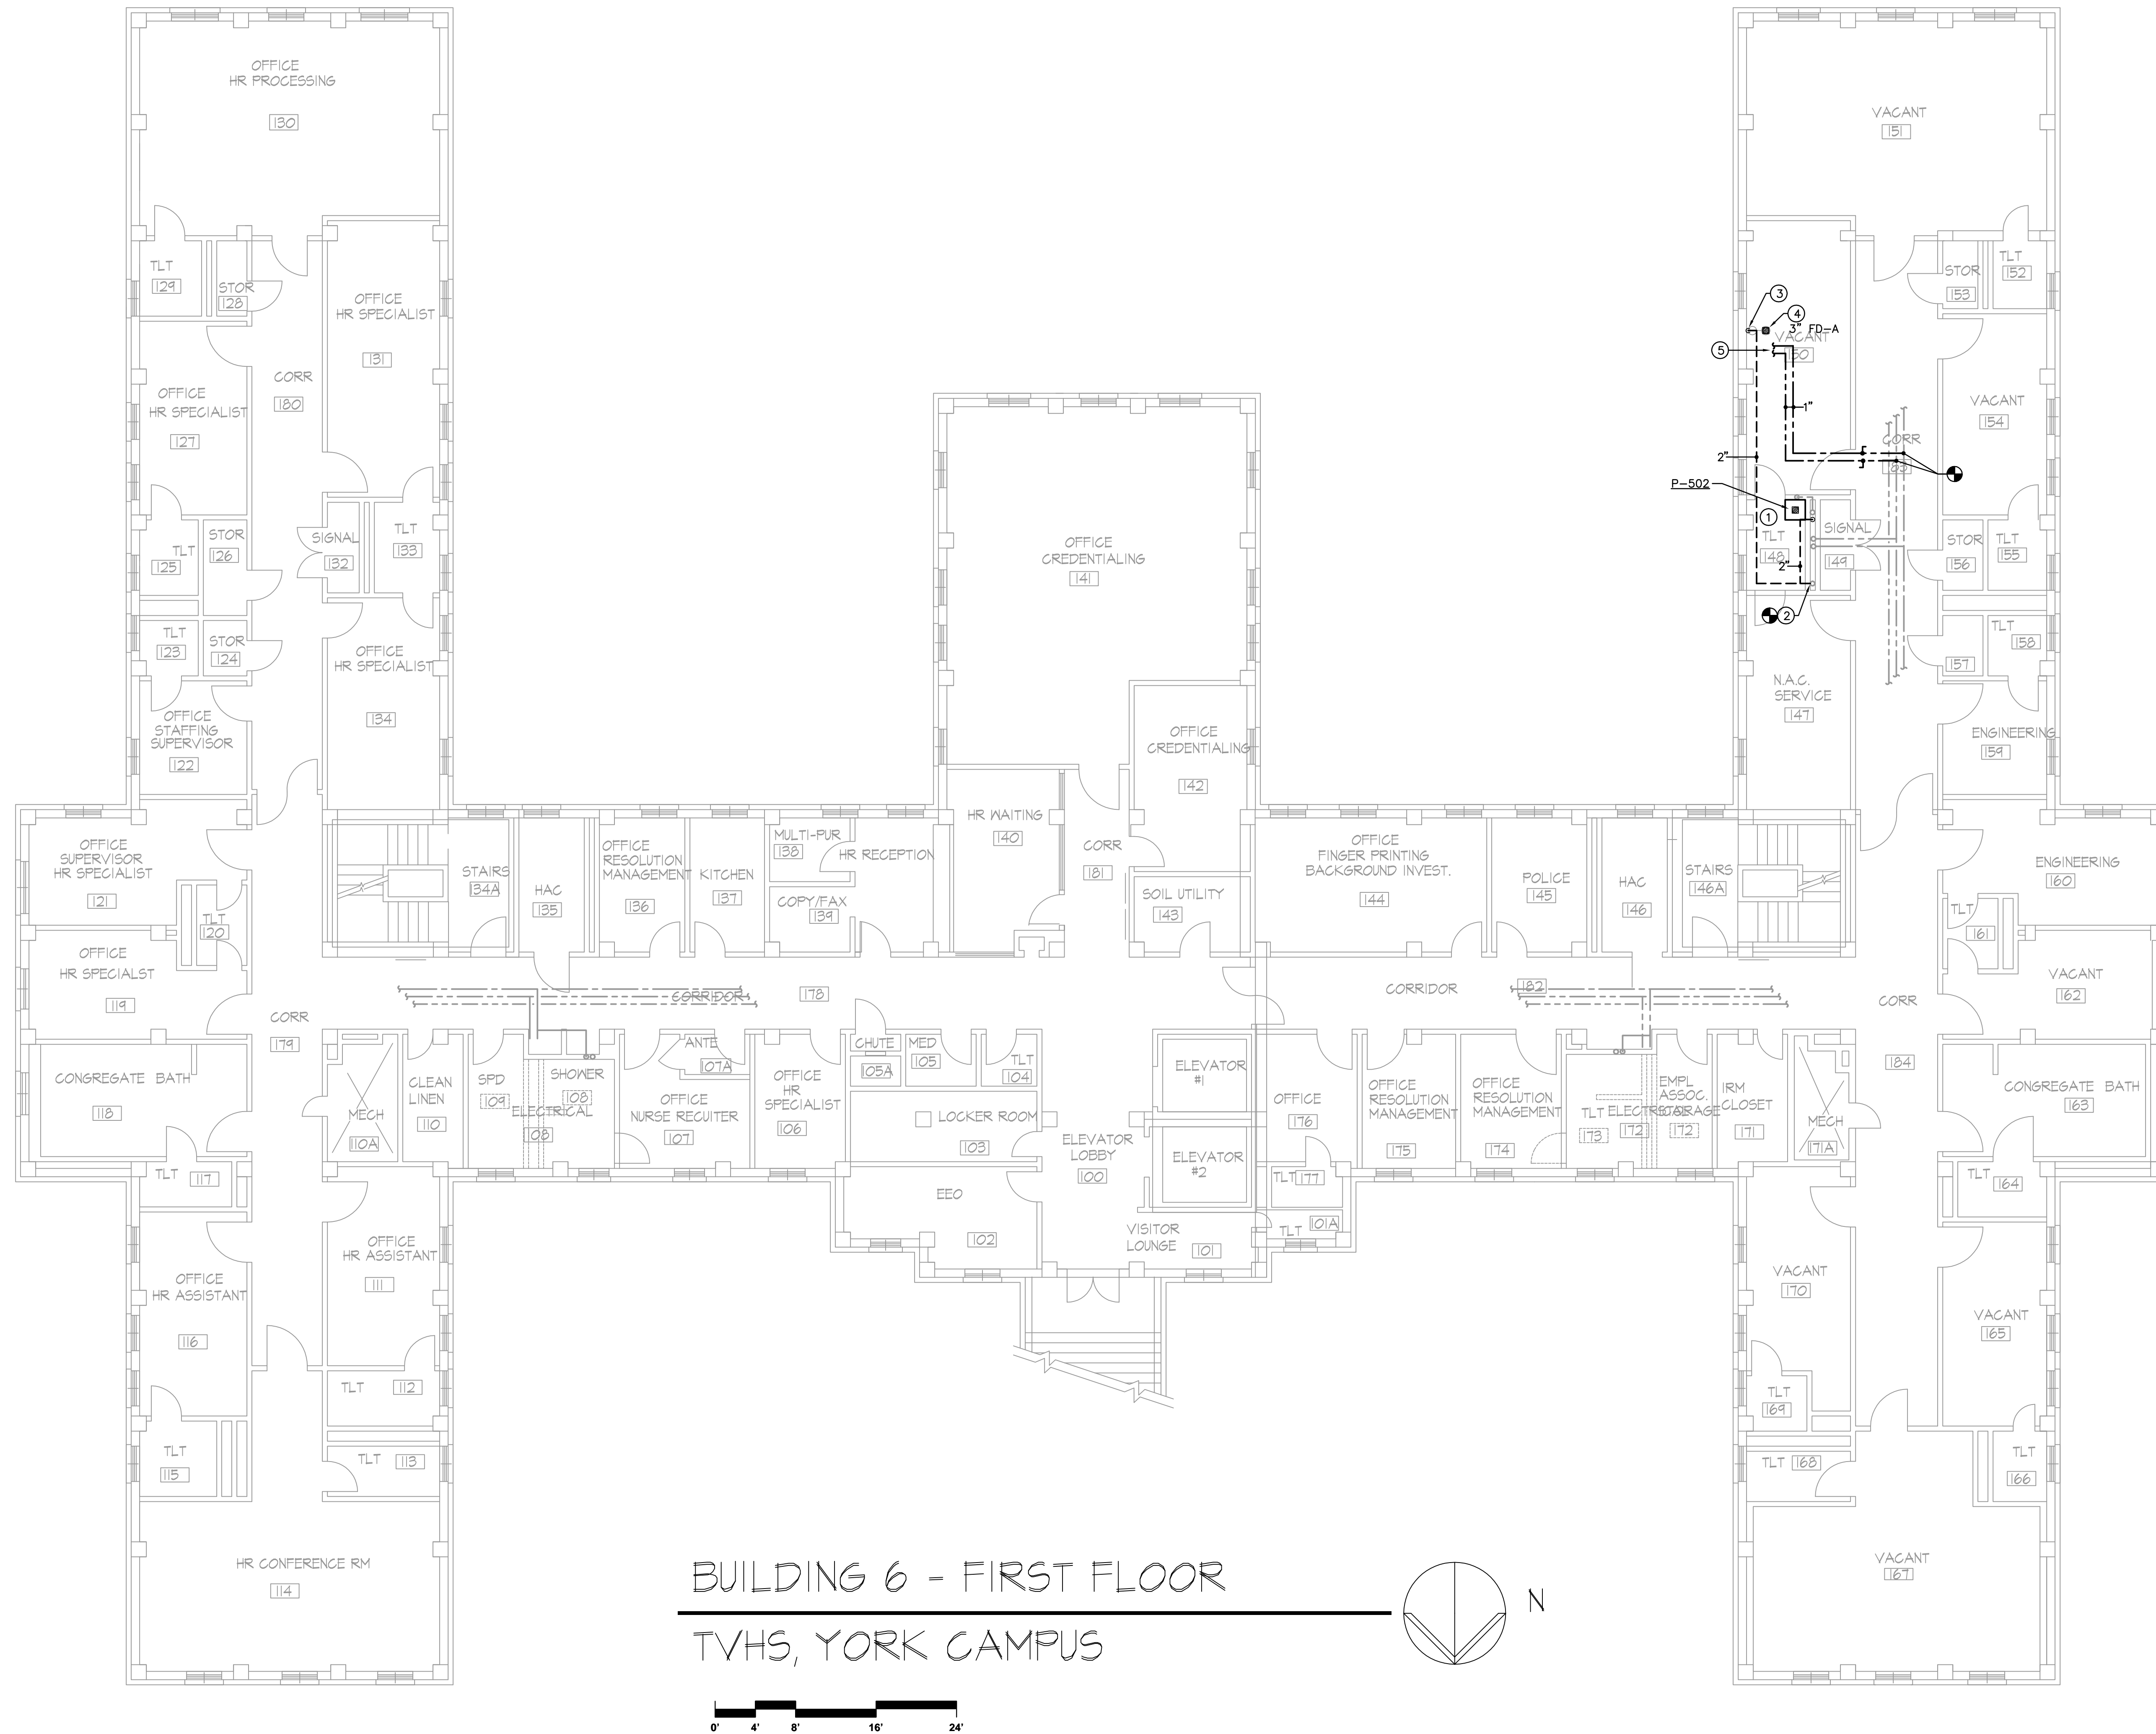 OFFICE
HR PROCESSING
130
TLT
129
STOR
128
OFFICE
HR SPECIALIST
131
OFFICE
HR SPECIALIST
127
CORR
180
TLT
125
STOR
126
SIGNAL
132
TLT
133
TLT
123
STOR
124
OFFICE
HR SPECIALIST
134
OFFICE
STAFFING
SUPERVISOR
122
OFFICE
SUPERVISOR
HR SPECIALIST
121
TLT
120
OFFICE
HR SPECIALST
119
CORR
179
CONGREGATE BATH
118
TLT
117
OFFICE
HR ASSISTANT
116
OFFICE
HR ASSISTANT
111
TLT
112
TLT
113
TLT
115
HR CONFERENCE RM
114
STAIRS
134A
HAC
135
OFFICE
RESOLUTION
MANAGEMENT
136
KITCHEN
137
MULTI-PUR
138
HR RECEPTION
COPY/FAX
139
CORRIDOR
178
MECH
110A
CLEAN
LINEN
110
SPD
109
SHOWER
108
ELECTRICAL
108
ANTE
107A
OFFICE
NURSE RECUITER
107
OFFICE
HR
SPECIALIST
106
CHUTE
105A
MED
105
TLT
104
LOCKER ROOM
103
EEO
102
OFFICE
CREDENTIALING
141
OFFICE
CREDENTIALING
142
HR WAITING
140
CORR
181
SOIL UTILITY
143
ELEVATOR
#1
ELEVATOR
#2
ELEVATOR
LOBBY
100
VISITOR
LOUNGE
101
OFFICE
FINGER PRINTING
BACKGROUND INVEST.
144
POLICE
145
HAC
146
STAIRS
146A
CORRIDOR
182
OFFICE
176
TLT
177
TLT
101A
OFFICE
RESOLUTION
MANAGEMENT
175
OFFICE
RESOLUTION
MANAGEMENT
174
TLT
173
ELECTRICAL
172
EMPL
ASSOC.
STORAGE
172
IRM
CLOSET
171
MECH
171A
VACANT
151
STOR
153
TLT
152
3
4
3" FD-A
VACANT
150
5
1"
2"
CORR
183
P-502
1
TLT
148
2"
2
SIGNAL
149
VACANT
154
STOR
156
TLT
155
157
TLT
158
N.A.C.
SERVICE
147
ENGINEERING
159
ENGINEERING
160
TLT
161
VACANT
162
CORR
184
CONGREGATE BATH
163
TLT
164
VACANT
170
VACANT
165
TLT
169
TLT
168
TLT
166
VACANT
167
BUILDING 6 - FIRST FLOOR
TVHS, YORK CAMPUS
N
0' 4' 8' 16' 24'